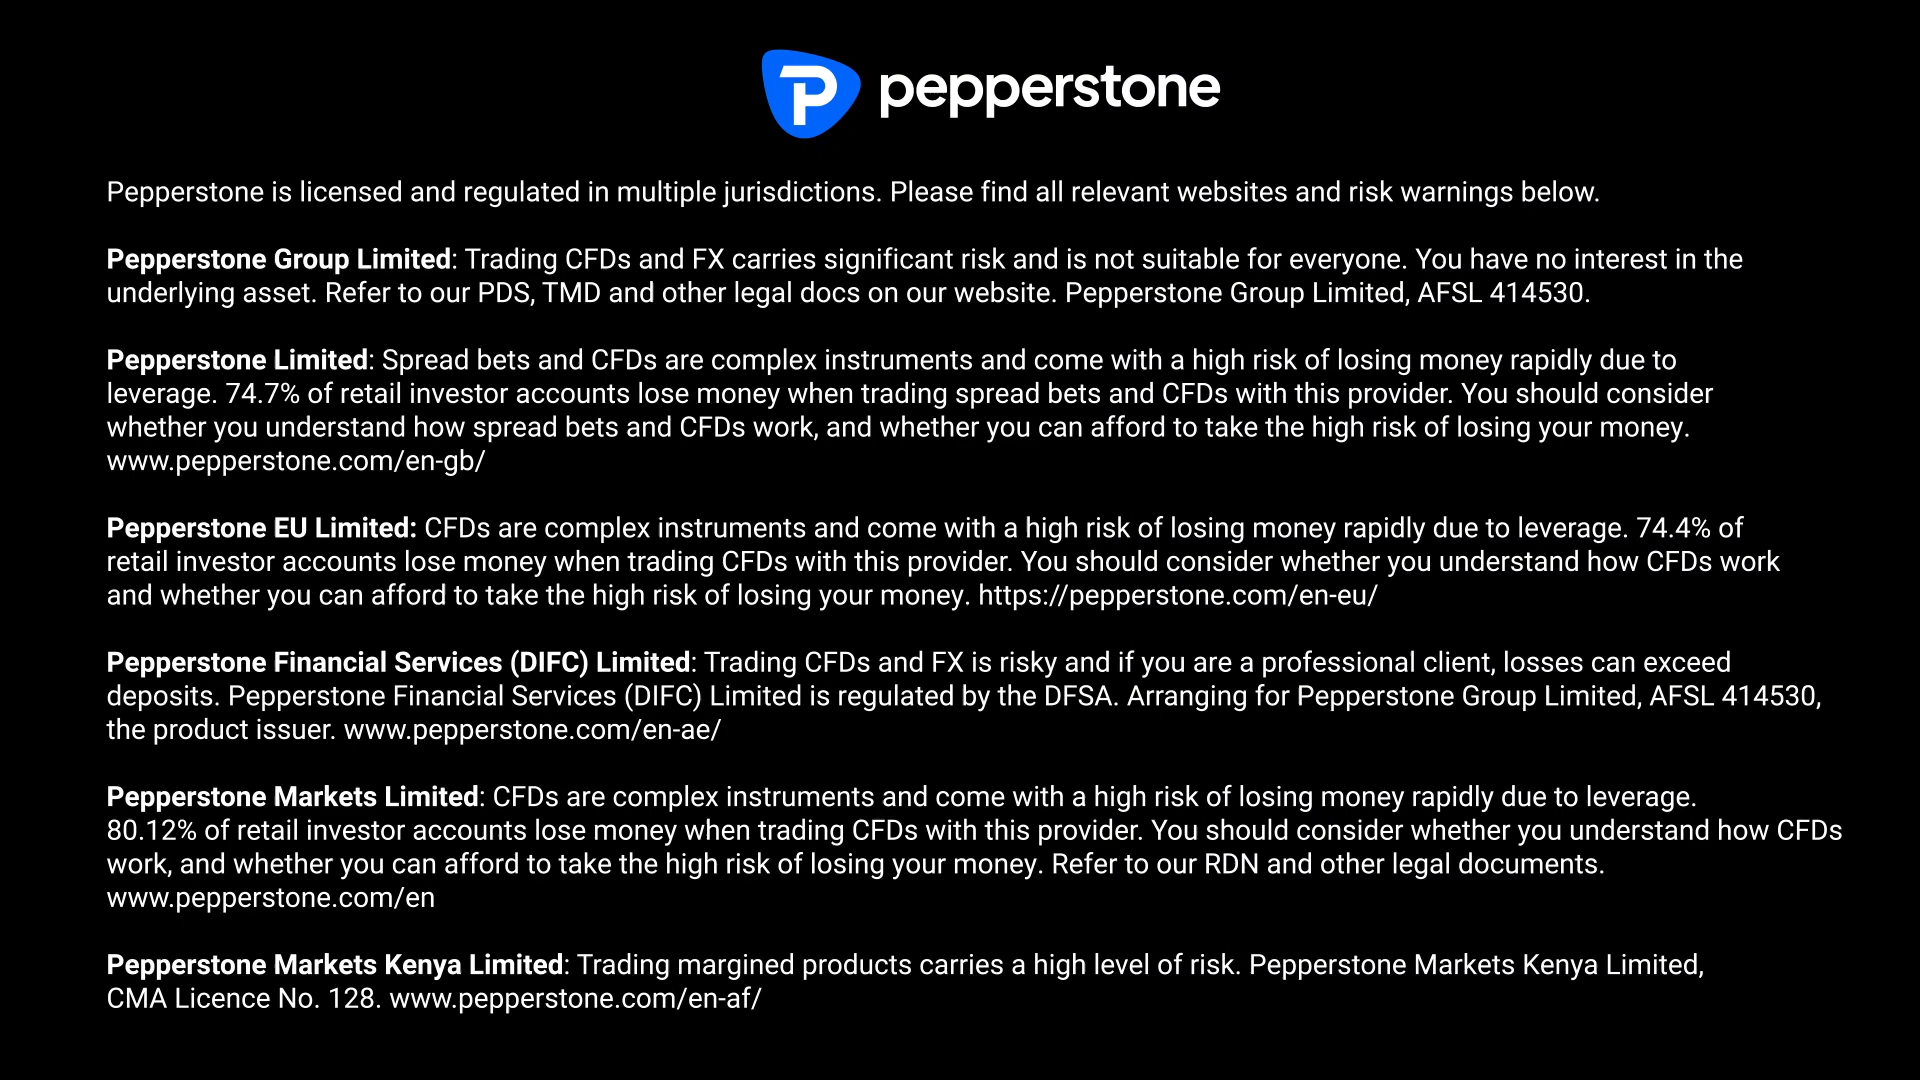 pepperstone
Pepperstone is licensed and regulated in multiple jurisdictions. Please find all relevant websites and risk warnings below.
Pepperstone Group Limited: Trading CFDs and FX carries significant risk and is not suitable for everyone. You have no interest in the
underlying asset. Refer to our PDS, TMD and other legal docs on our website. Pepperstone Group Limited, AFSL 414530.
Pepperstone Limited: Spread bets and CFDs are complex instruments and come with a high risk of losing money rapidly due to
leverage. 74.7% of retail investor accounts lose money when trading spread bets and CFDs with this provider. You should consider
whether you understand how spread bets and CFDs work, and whether you can afford to take the high risk of losing your money.
www.pepperstone.com/en-gb/
Pepperstone EU Limited: CFDs are complex instruments and come with a high risk of losing money rapidly due to leverage. 74.4% of
retail investor accounts lose money when trading CFDs with this provider. You should consider whether you understand how CFDs work
and whether you can afford to take the high risk of losing your money. https://pepperstone.com/en-eu/
Pepperstone Financial Services (DIFC) Limited: Trading CFDs and FX is risky and if you are a professional client, losses can exceed
deposits. Pepperstone Financial Services (DIFC) Limited is regulated by the DFSA. Arranging for Pepperstone Group Limited, AFSL 414530,
the product issuer. www.pepperstone.com/en-ae/
Pepperstone Markets Limited: CFDs are complex instruments and come with a high risk of losing money rapidly due to leverage.
80.12% of retail investor accounts lose money when trading CFDs with this provider. You should consider whether you understand how CFDs
work, and whether you can afford to take the high risk of losing your money. Refer to our RDN and other legal documents.
www.pepperstone.com/en
Pepperstone Markets Kenya Limited: Trading margined products carries a high level of risk. Pepperstone Markets Kenya Limited,
CMA Licence No. 128. www.pepperstone.com/en-af/